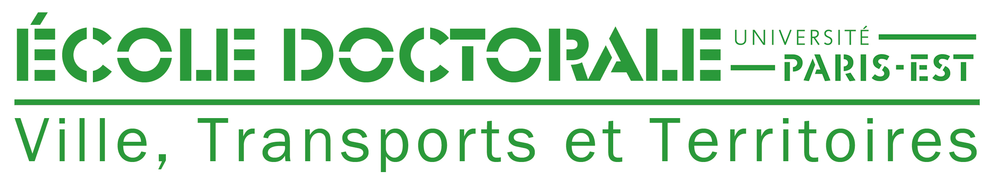 ÉCOLE DOCTORALE
UNIVERSITÉ
PARIS-EST
Ville, Transports et Territoires